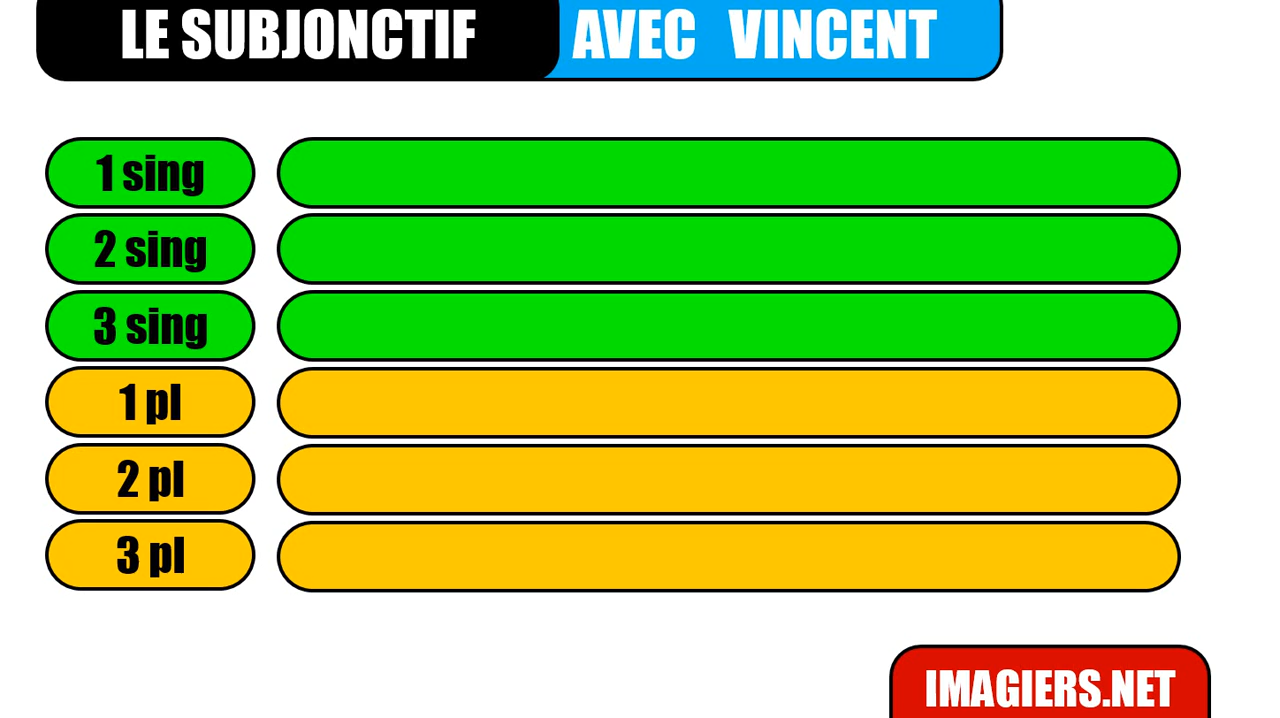 LE SUBJONCTIF AVEC VINCENT
1 sing
2 sing
3 sing
1 pl
2 pl
3 pl
IMAGIERS.NET